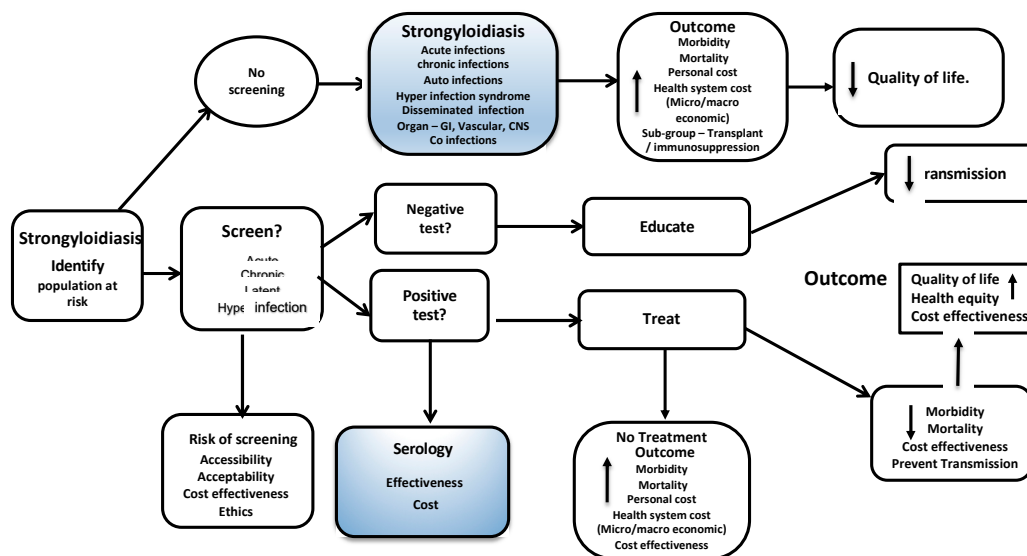 No
screening
Strongyloidiasis
Acute infections
chronic infections
Auto infections
Hyper infection syndrome
Disseminated infection
Organ – GI, Vascular, CNS
Co infections
Outcome
Morbidity
Mortality
Personal cost
Health system cost
(Micro/macro
economic)
Sub-group – Transplant
/ immunosuppression
Quality of life.
Strongyloidiasis
Identify
population at
risk
Screen?
Acute
Chronic
Latent
Hype infection
Negative
test?
Educate
ransmission
Positive
test?
Treat
Outcome
Quality of life
Health equity
Cost effectiveness
Risk of screening
Accessibility
Acceptability
Cost effectiveness
Ethics
Serology
Effectiveness
Cost
No Treatment
Outcome
Morbidity
Mortality
Personal cost
Health system cost
(Micro/macro economic)
Cost effectiveness
Morbidity
Mortality
Cost effectiveness
Prevent Transmission